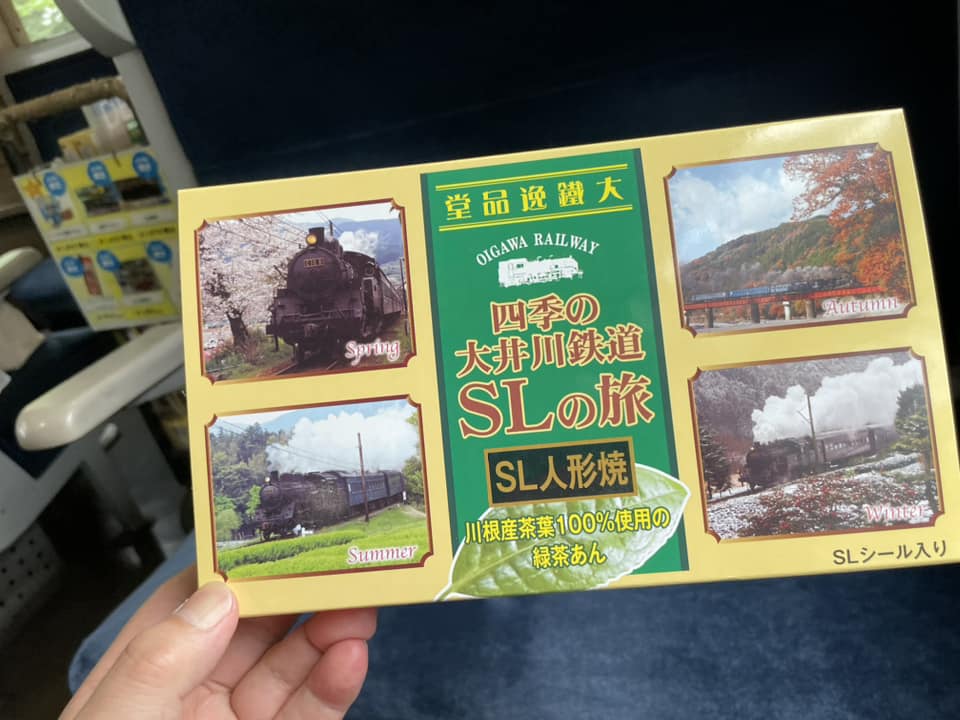 大鐵逸品堂
OIGAWA RAILWAY
四季の
大井川鉄道
SLの旅
SL人形焼
川根産茶葉100%使用の
緑茶あん
Spring
Summer
Autumn
Winter
SLシール入り